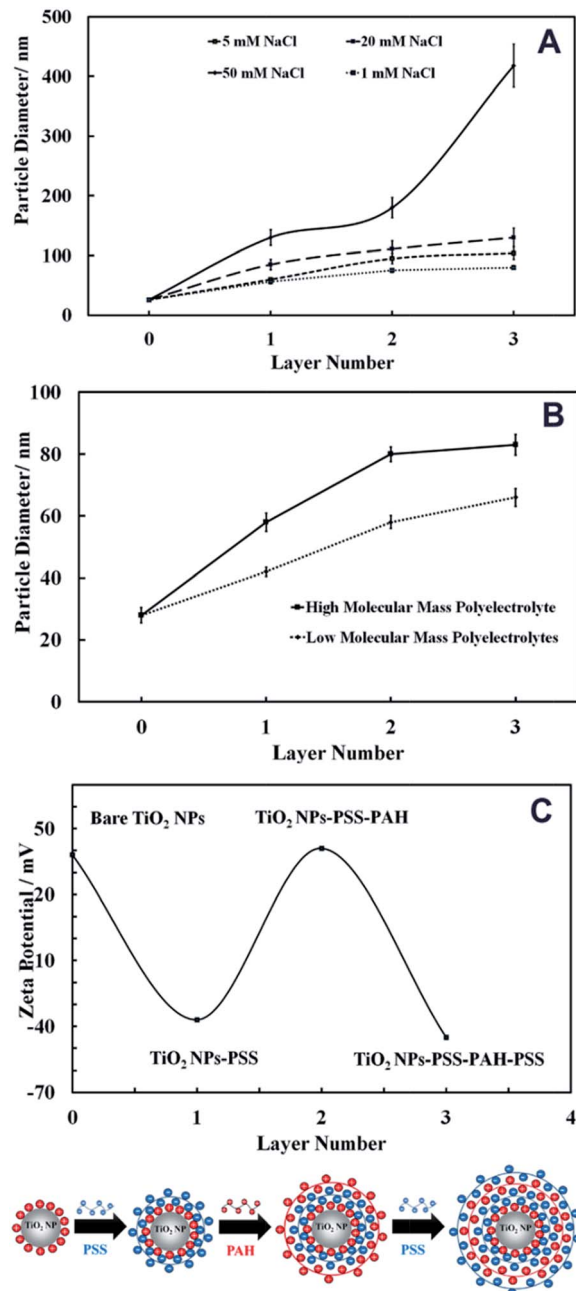 A
5 mM NaCl
20 mM NaCl
50 mM NaCl
1 mM NaCl
Particle Diameter/ nm
500
400
300
200
100
0
0 1 2 3
Layer Number
B
Particle Diameter/ nm
100
80
60
40
20
0
High Molecular Mass Polyelectrolyte
Low Molecular Mass Polyelectrolytes
0 1 2 3
Layer Number
C
Bare TiO₂ NPs
TiO₂ NPs-PSS-PAH
Zeta Potential / mV
50
20
-10
-40
-70
TiO₂ NPs-PSS
TiO₂ NPs-PSS-PAH-PSS
0 1 2 3 4
Layer Number
TiO₂ NP
PSS
TiO₂ NP
PAH
TiO₂ NP
PSS
TiO₂ NP